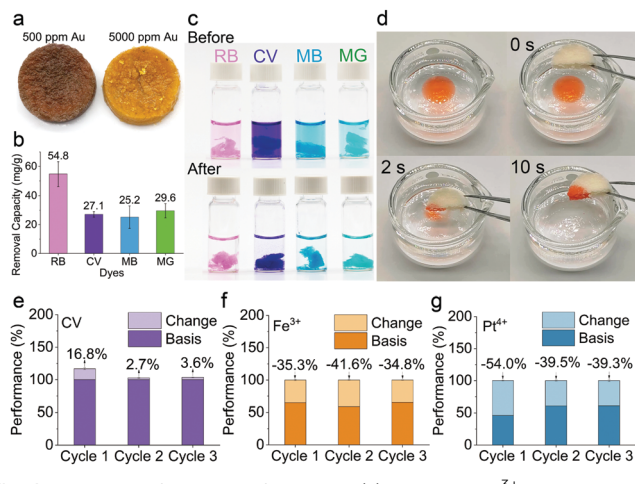 a
500 ppm Au 5000 ppm Au
b
Removal Capacity (mg/g)
60
40
20
0
54.8
27.1
25.2
29.6
RB CV MB MG
Dyes
c
Before
RB CV MB MG
After
d
0 s
2 s
10 s
e
CV
Change
Basis
Performance (%)
200
150
100
50
0
16.8%
2.7%
3.6%
Cycle 1 Cycle 2 Cycle 3
f
Fe3+
Change
Basis
Performance (%)
200
150
100
50
0
-35.3%
-41.6%
-34.8%
Cycle 1 Cycle 2 Cycle 3
g
Pt4+
Change
Basis
Performance (%)
200
150
100
50
0
-54.0%
-39.5%
-39.3%
Cycle 1 Cycle 2 Cycle 3